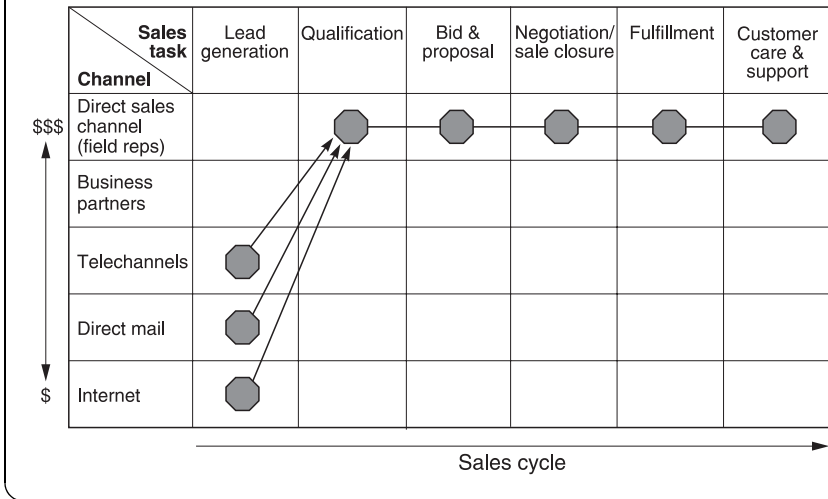 Sales
task
Channel
Lead
generation
Qualification
Bid &
proposal
Negotiation/
sale closure
Fulfillment
Customer
care &
support
$$$
Direct sales
channel
(field reps)
Business
partners
Telechannels
Direct mail
$
Internet
Sales cycle